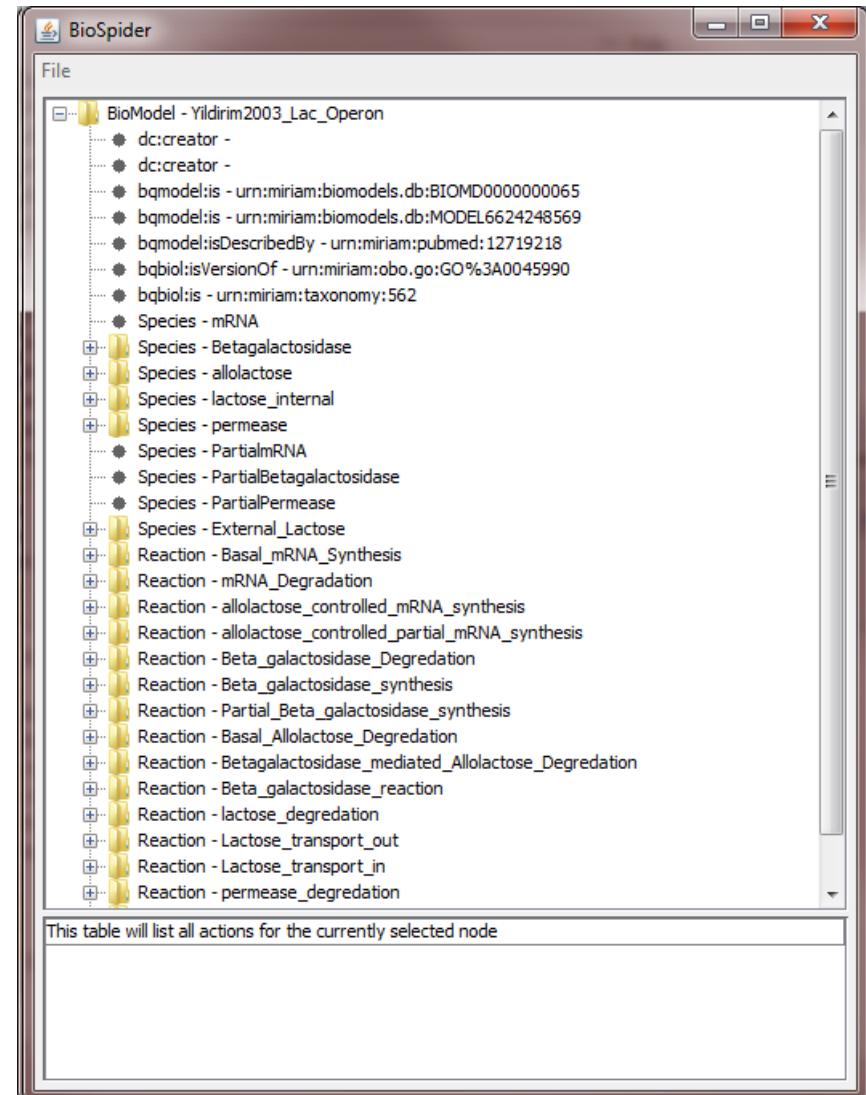 BioSpider
File
BioModel - Yildirim2003_Lac_Operon
dc:creator -
dc:creator -
bqmodel:is - urn:miriam:biomodels.db:BIOMD0000000065
bqmodel:is - urn:miriam:biomodels.db:MODEL6624248569
bqmodel:isDescribedBy - urn:miriam:pubmed:12719218
bqbiol:isVersionOf - urn:miriam:obo.go:GO%3A0045990
bqbiol:is - urn:miriam:taxonomy:562
Species - mRNA
Species - Betagalactosidase
Species - allolactose
Species - lactose_internal
Species - permease
Species - PartialmRNA
Species - PartialBetagalactosidase
Species - PartialPermease
Species - External_Lactose
Reaction - Basal_mRNA_Synthesis
Reaction - mRNA_Degradation
Reaction - allolactose_controlled_mRNA_synthesis
Reaction - allolactose_controlled_partial_mRNA_synthesis
Reaction - Beta_galactosidase_Degredation
Reaction - Beta_galactosidase_synthesis
Reaction - Partial_Beta_galactosidase_synthesis
Reaction - Basal_Allolactose_Degredation
Reaction - Betagalactosidase_mediated_Allolactose_Degredation
Reaction - Beta_galactosidase_reaction
Reaction - lactose_degredation
Reaction - Lactose_transport_out
Reaction - Lactose_transport_in
Reaction - permease_degredation
This table will list all actions for the currently selected node